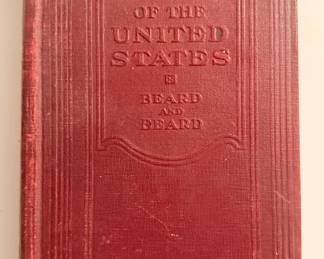 OF THE
UNITED
STATES
BEARD
AND
BEARD